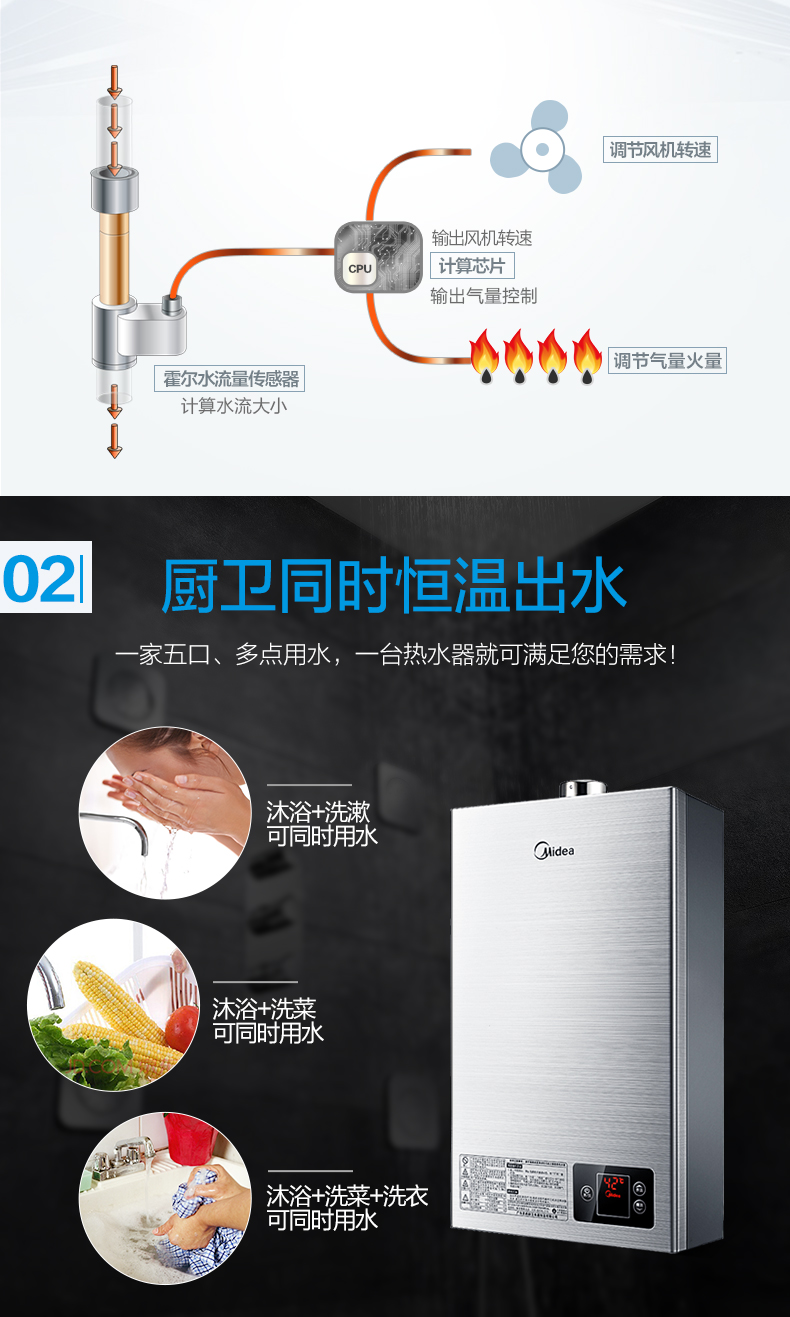 调节风机转速
输出风机转速
CPU
计算芯片
输出气量控制
调节气量火量
霍尔水流量传感器
计算水流大小
02
厨卫同时恒温出水
一家五口、多点用水，一台热水器就可满足您的需求！
沐浴+洗漱
可同时用水
Midea
沐浴+洗菜
可同时用水
沐浴+洗菜+洗衣
可同时用水
42℃
Midea